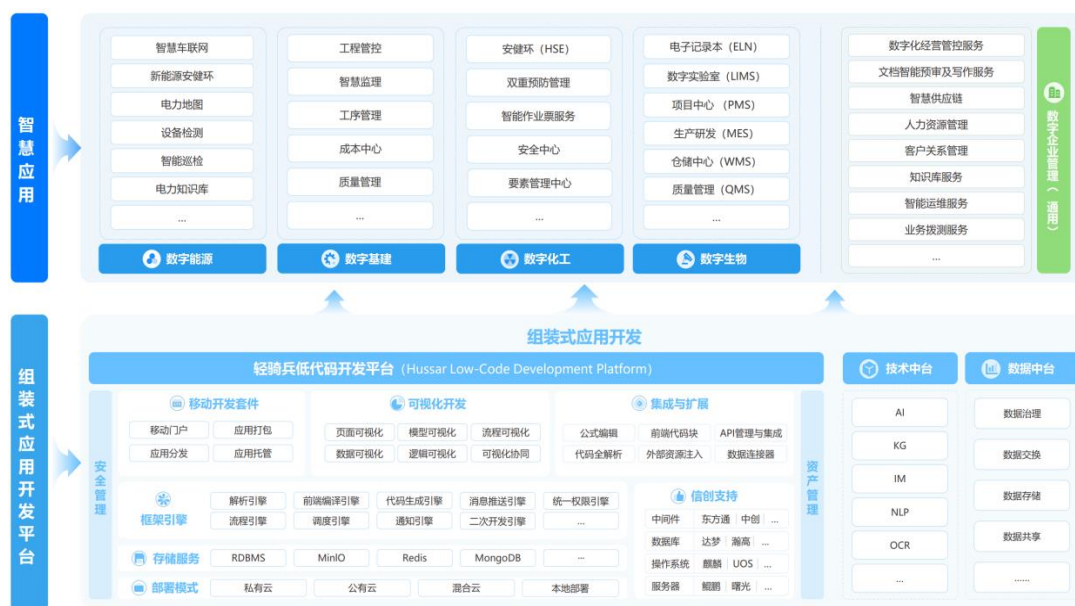 智慧应用
智慧车联网
新能源安健环
电力地图
设备检测
智能巡检
电力知识库
...
数字能源
工程管控
智慧监理
工序管理
成本中心
质量管理
...
数字基建
安健环（HSE）
双重预防管理
智能作业票服务
安全中心
要素管理中心
...
数字化工
电子记录本（ELN）
数字实验室（LIMS）
项目中心（PMS）
生产研发（MES）
仓储中心（WMS）
质量管理（QMS）
...
数字生物
数字化经营管控服务
文档智能预审及写作服务
智慧供应链
人力资源管理
客户关系管理
知识库服务
智能运维服务
业务拨测服务
...
数字企业管理（通用）
组装式应用开发平台
组装式应用开发
轻骑兵低代码开发平台（Hussar Low-Code Development Platform）
安全管理
移动开发套件
移动门户 应用打包
应用分发 应用托管
可视化开发
页面可视化 模型可视化 流程可视化
数据可视化 逻辑可视化 可视化协同
集成与扩展
公式编辑 前端代码块 API管理与集成
代码全解析 外部资源注入 数据连接器
框架引擎
解析引擎 前端编译引擎 代码生成引擎 消息推送引擎 统一权限引擎
流程引擎 调度引擎 通知引擎 二次开发引擎 ...
存储服务 RDBMS MinIO Redis MongoDB ...
部署模式 私有云 公有云 混合云 本地部署
信创支持
中间件 东方通 中创 ...
数据库 达梦 瀚高 ...
操作系统 麒麟 UOS ...
服务器 鲲鹏 曙光 ...
资产管理
技术中台
AI
KG
IM
NLP
OCR
...
数据中台
数据治理
数据交换
数据存储
数据共享
......